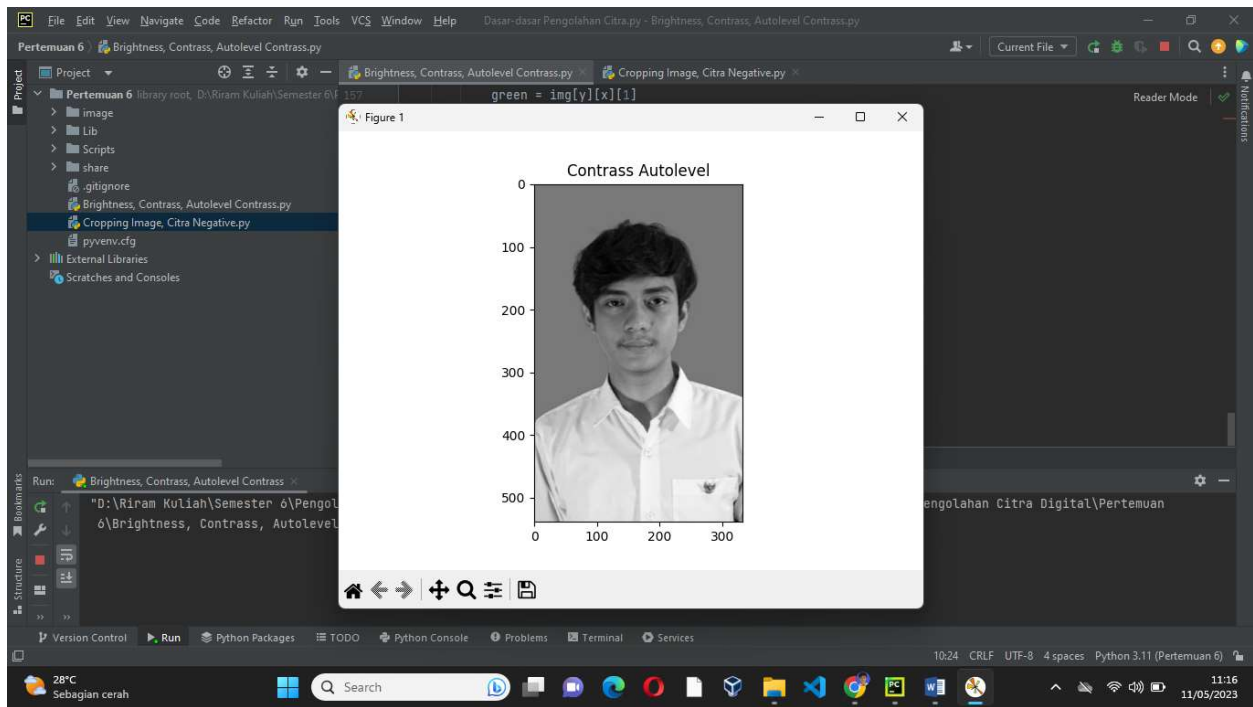 PC File Edit View Navigate Code Refactor Run Tools VCS Window Help Dasar-dasar Pengolahan Citra.py - Brightness, Contrass, Autolevel Contrass.py
Pertemuan 6 Brightness, Contrass, Autolevel Contrass.py Current File
Project
Project Brightness, Contrass, Autolevel Contrass.py Cropping Image, Citra Negative.py
Pertemuan 6 library root, D:\Riram Kuliah\Semester 6\P 157 green = img[y][x][1] Reader Mode
Notifications
image
Lib
Scripts
share
.gitignore
Brightness, Contrass, Autolevel Contrass.py
Cropping Image, Citra Negative.py
pyvenv.cfg
External Libraries
Scratches and Consoles
Figure 1
Contrass Autolevel
0
100
200
300
400
500
0 100 200 300
Bookmarks
Structure
Run: Brightness, Contrass, Autolevel Contrass
"D:\Riram Kuliah\Semester 6\Pengol engolahan Citra Digital\Pertemuan
6\Brightness, Contrass, Autolevel
Version Control Run Python Packages TODO Python Console Problems Terminal Services
10:24 CRLF UTF-8 4 spaces Python 3.11 (Pertemuan 6)
28°C
Sebagian cerah
Search
PC
11:16
11/05/2023